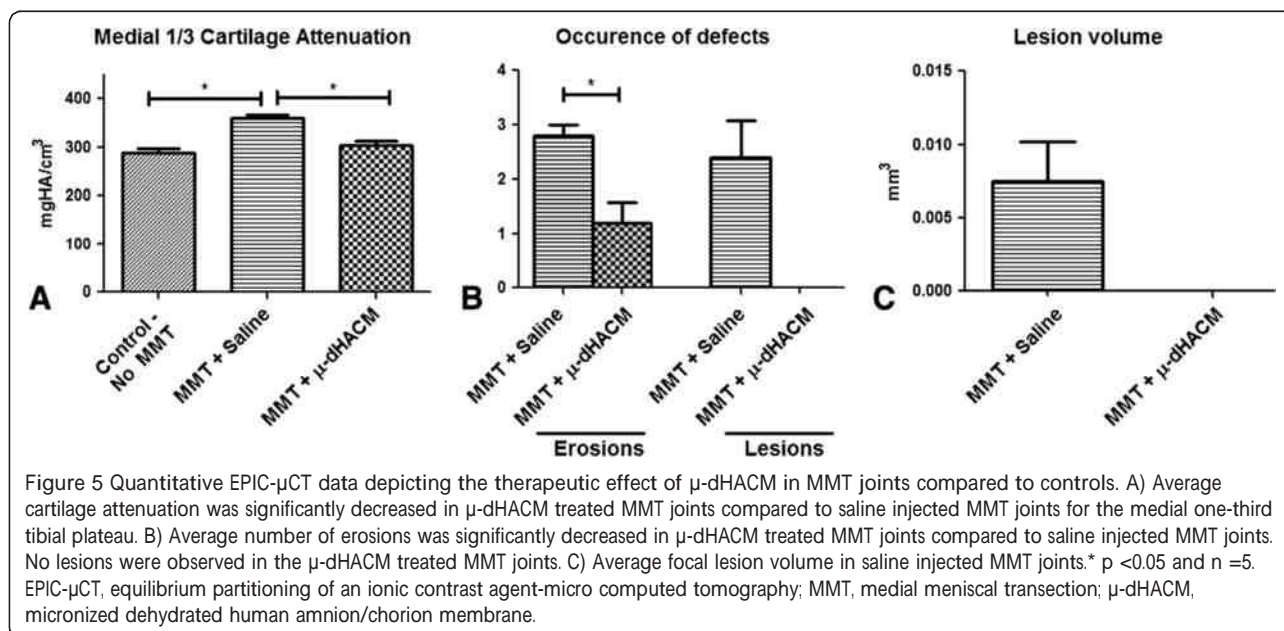 Medial 1/3 Cartilage Attenuation
*
*
400
300
200
100
0
mgHA/cm³
A
Control -
No MMT
MMT + Saline
MMT + µ-dHACM
Occurence of defects
*
4
3
2
1
0
B
MMT + Saline
MMT + µ-dHACM
MMT + Saline
MMT + µ-dHACM
Erosions
Lesions
Lesion volume
0.015
0.010
0.005
0.000
mm³
C
MMT + Saline
MMT + µ-dHACM
Figure 5 Quantitative EPIC-µCT data depicting the therapeutic effect of µ-dHACM in MMT joints compared to controls. A) Average
cartilage attenuation was significantly decreased in µ-dHACM treated MMT joints compared to saline injected MMT joints for the medial one-third
tibial plateau. B) Average number of erosions was significantly decreased in µ-dHACM treated MMT joints compared to saline injected MMT joints.
No lesions were observed in the µ-dHACM treated MMT joints. C) Average focal lesion volume in saline injected MMT joints.* p <0.05 and n =5.
EPIC-µCT, equilibrium partitioning of an ionic contrast agent-micro computed tomography; MMT, medial meniscal transection; µ-dHACM,
micronized dehydrated human amnion/chorion membrane.